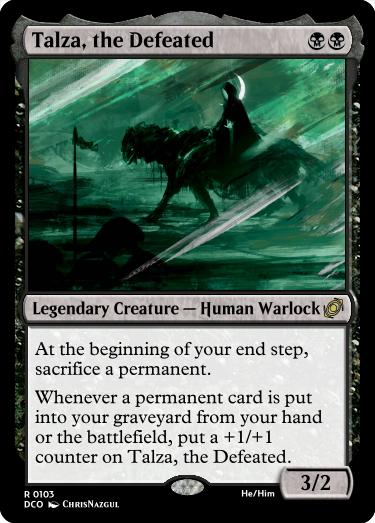 Talza, the Defeated
Legendary Creature — Human Warlock
At the beginning of your end step,
sacrifice a permanent.
Whenever a permanent card is put
into your graveyard from your hand
or the battlefield, put a +1/+1
counter on Talza, the Defeated.
3/2
R 0103
He/Him
DCO ChrisNazgul